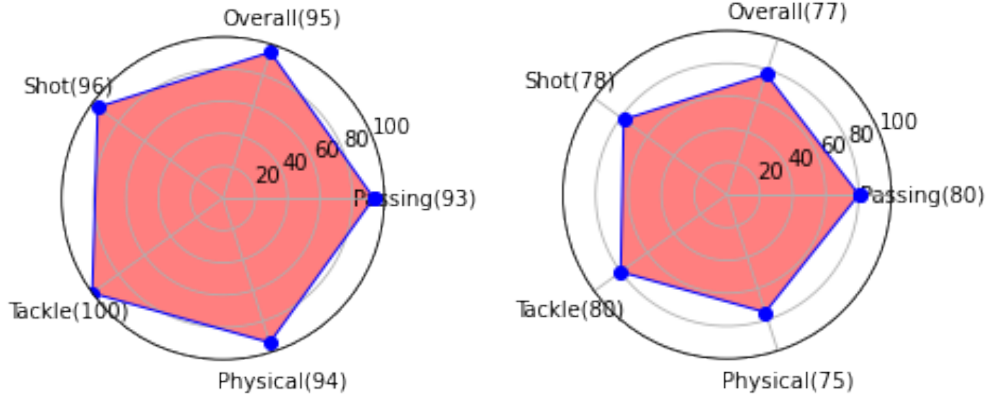 Overall(95)
Shot(96)
100
80
60
40
20
Passing(93)
Tackle(100)
Physical(94)
Overall(77)
Shot(78)
100
80
60
40
20
Passing(80)
Tackle(80)
Physical(75)